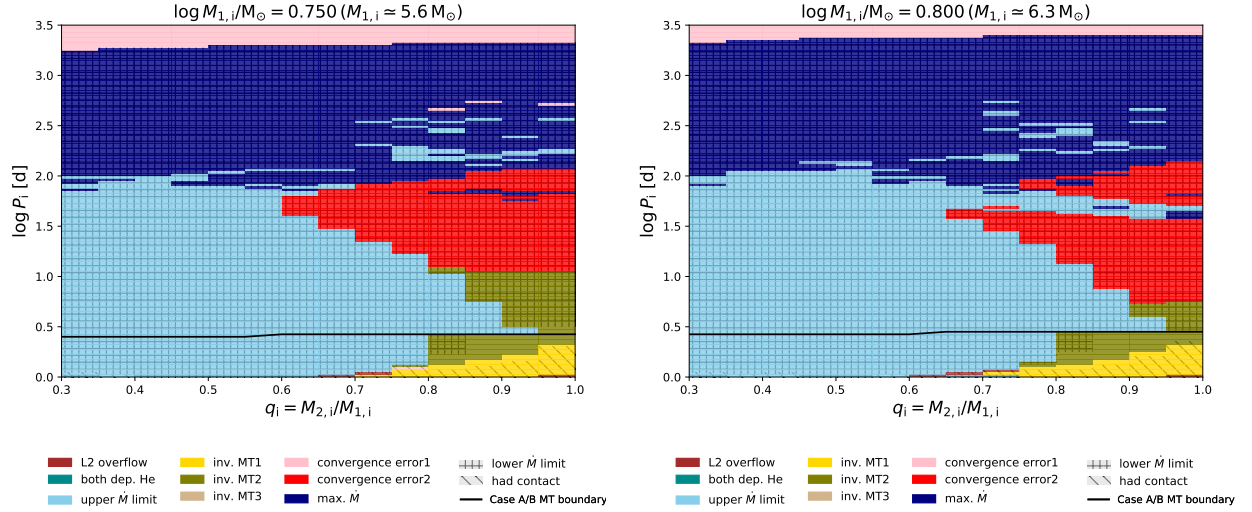 log M1,i/M⊙ = 0.750 (M1,i ≃ 5.6 M⊙)
3.5
3.0
2.5
2.0
1.5
1.0
0.5
0.0
log Pi [d]
0.3 0.4 0.5 0.6 0.7 0.8 0.9 1.0
qi = M2,i/M1,i
L2 overflow
both dep. He
upper Ṁ limit
inv. MT1
inv. MT2
inv. MT3
convergence error1
convergence error2
max. Ṁ
lower Ṁ limit
had contact
Case A/B MT boundary
log M1,i/M⊙ = 0.800 (M1,i ≃ 6.3 M⊙)
3.5
3.0
2.5
2.0
1.5
1.0
0.5
0.0
log Pi [d]
0.3 0.4 0.5 0.6 0.7 0.8 0.9 1.0
qi = M2,i/M1,i
L2 overflow
both dep. He
upper Ṁ limit
inv. MT1
inv. MT2
inv. MT3
convergence error1
convergence error2
max. Ṁ
lower Ṁ limit
had contact
Case A/B MT boundary